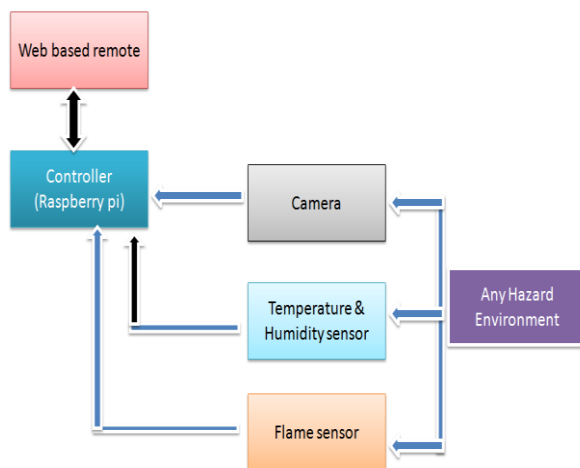 Web based remote
Controller
(Raspberry pi)
Camera
Temperature &
Humidity sensor
Any Hazard
Environment
Flame sensor